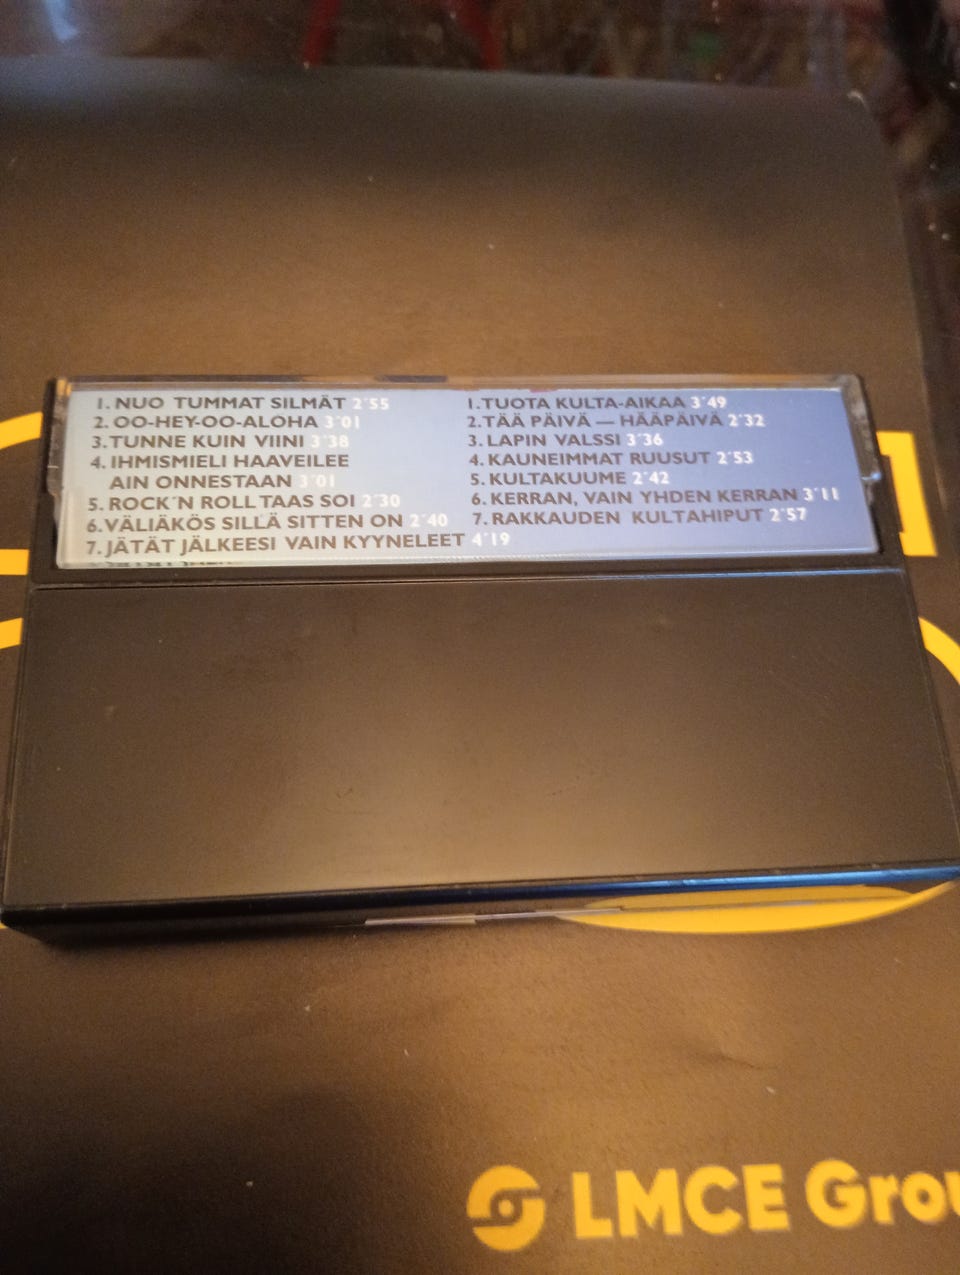 1. NUO TUMMAT SILMÄT 2´55
2. OO-HEY-OO-ALOHA 3´01
3. TUNNE KUIN VIINI 3´38
4. IHMISMIELI HAAVEILEE
AIN ONNESTAAN 3´01
5. ROCK´N ROLL TAAS SOI 2´30
6. VÄLIÄKÖS SILLÄ SITTEN ON 2´40
7. JÄTÄT JÄLKEESI VAIN KYYNELEET 4´19
1. TUOTA KULTA-AIKAA 3´49
2. TÄÄ PÄIVÄ — HÄÄPÄIVÄ 2´32
3. LAPIN VALSSI 3´36
4. KAUNEIMMAT RUUSUT 2´53
5. KULTAKUUME 2´42
6. KERRAN, VAIN YHDEN KERRAN 3´11
7. RAKKAUDEN KULTAHIPUT 2´57
LMCE Grou